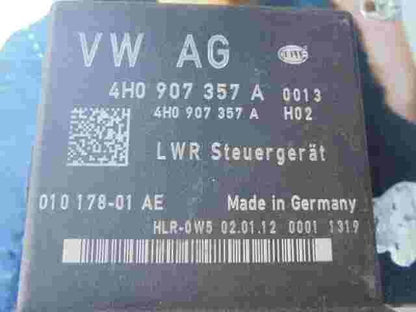 VW AG
4H0 907 357 A 0013
4H0 907 357 A H02
LWR Steuergerät
010 178-01 AE Made in Germany
HLR-0W5 02.01.12 0001 1319